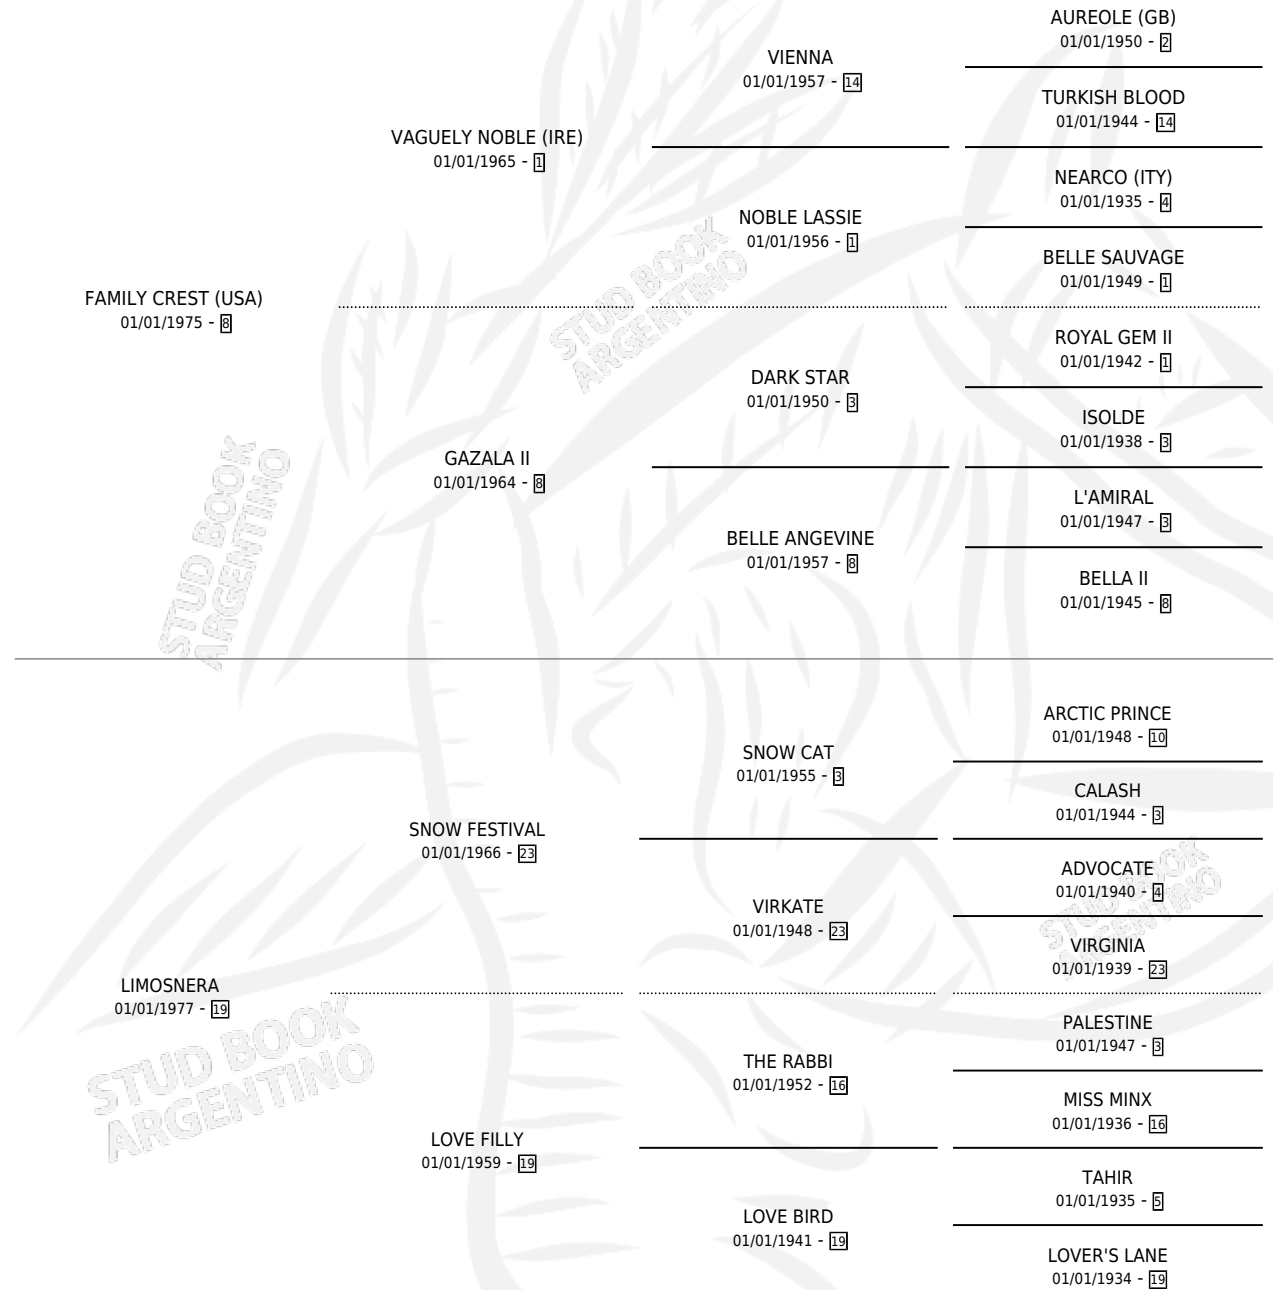 AUREOLE (GB)
01/01/1950 - 2
VIENNA
01/01/1957 - 14
TURKISH BLOOD
01/01/1944 - 14
VAGUELY NOBLE (IRE)
01/01/1965 - 1
NEARCO (ITY)
01/01/1935 - 4
NOBLE LASSIE
01/01/1956 - 1
BELLE SAUVAGE
01/01/1949 - 1
FAMILY CREST (USA)
01/01/1975 - 8
ROYAL GEM II
01/01/1942 - 1
DARK STAR
01/01/1950 - 3
ISOLDE
01/01/1938 - 3
GAZALA II
01/01/1964 - 8
L'AMIRAL
01/01/1947 - 3
BELLE ANGEVINE
01/01/1957 - 8
BELLA II
01/01/1945 - 8
ARCTIC PRINCE
01/01/1948 - 10
SNOW CAT
01/01/1955 - 3
CALASH
01/01/1944 - 3
SNOW FESTIVAL
01/01/1966 - 23
ADVOCATE
01/01/1940 - 4
VIRKATE
01/01/1948 - 23
VIRGINIA
01/01/1939 - 23
LIMOSNERA
01/01/1977 - 19
PALESTINE
01/01/1947 - 3
THE RABBI
01/01/1952 - 16
MISS MINX
01/01/1936 - 16
LOVE FILLY
01/01/1959 - 19
TAHIR
01/01/1935 - 5
LOVE BIRD
01/01/1941 - 19
LOVER'S LANE
01/01/1934 - 19
STUD BOOK
ARGENTINO
STUD BOOK
ARGENTINO
STUD BOOK
ARGENTINO
STUD BOOK
ARGENTINO